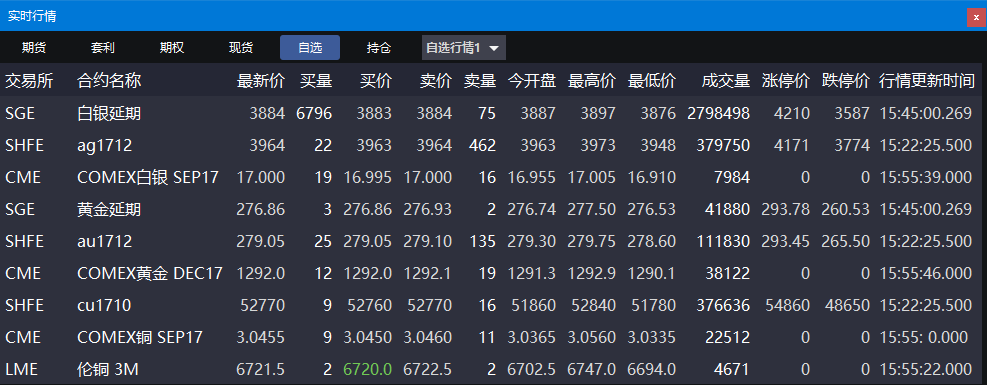 实时行情 x
期货 套利 期权 现货 自选 持仓 自选行情1
交易所 合约名称 最新价 买量 买价 卖价 卖量 今开盘 最高价 最低价 成交量 涨停价 跌停价 行情更新时间
SGE 白银延期 3884 6796 3883 3884 75 3887 3897 3876 2798498 4210 3587 15:45:00.269
SHFE ag1712 3964 22 3963 3964 462 3963 3973 3948 379750 4171 3774 15:22:25.500
CME COMEX白银 SEP17 17.000 19 16.995 17.000 16 16.955 17.005 16.910 7984 0 0 15:55:39.000
SGE 黄金延期 276.86 3 276.86 276.93 2 276.74 277.50 276.53 41880 293.78 260.53 15:45:00.269
SHFE au1712 279.05 25 279.05 279.10 135 279.30 279.75 278.60 111830 293.45 265.50 15:22:25.500
CME COMEX黄金 DEC17 1292.0 12 1292.0 1292.1 19 1291.3 1292.9 1290.1 38122 0 0 15:55:46.000
SHFE cu1710 52770 9 52760 52770 16 51860 52840 51780 376636 54860 48650 15:22:25.500
CME COMEX铜 SEP17 3.0455 9 3.0450 3.0460 11 3.0365 3.0560 3.0335 22512 0 0 15:55: 0.000
LME 伦铜 3M 6721.5 2 6720.0 6722.5 2 6702.5 6747.0 6694.0 4671 0 0 15:55:22.000